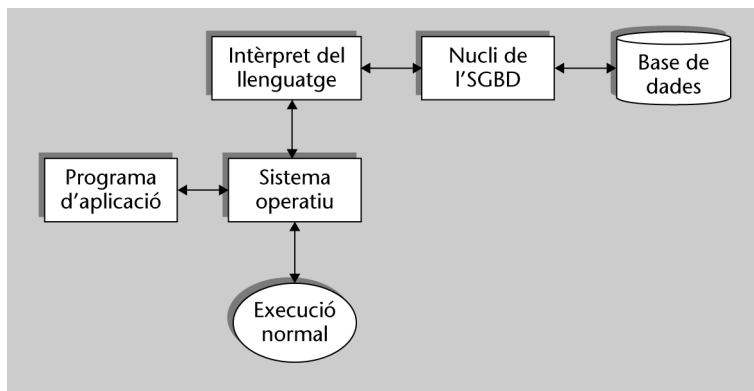 Intèrpret del
llenguatge
Nucli de
l’SGBD
Base de
dades
Programa
d’aplicació
Sistema
operatiu
Execució
normal